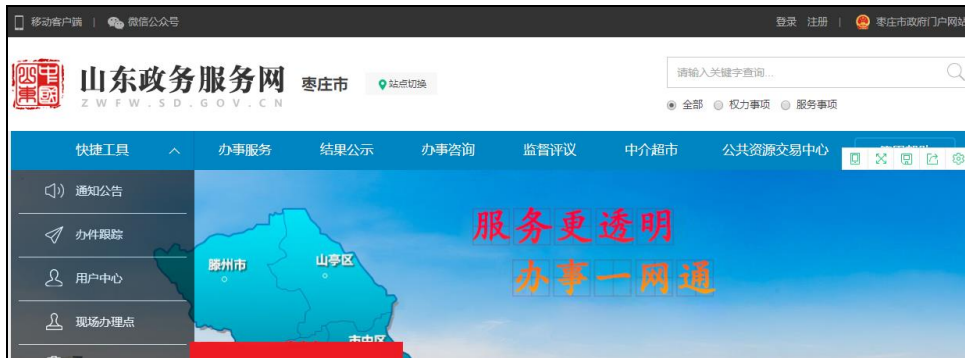 移动客户端 | 微信公众号
登录 注册 | 枣庄市政府门户网站
山东政务服务网 枣庄市 站点切换
ZWFW.SD.GOV.CN
请输入关键字查询...
全部 权力事项 服务事项
快捷工具 办事服务 结果公示 办事咨询 监督评议 中介超市 公共资源交易中心
通知公告
办件跟踪
用户中心
现场办理点
服务更透明
办事一网通
滕州市
山亭区
市中区